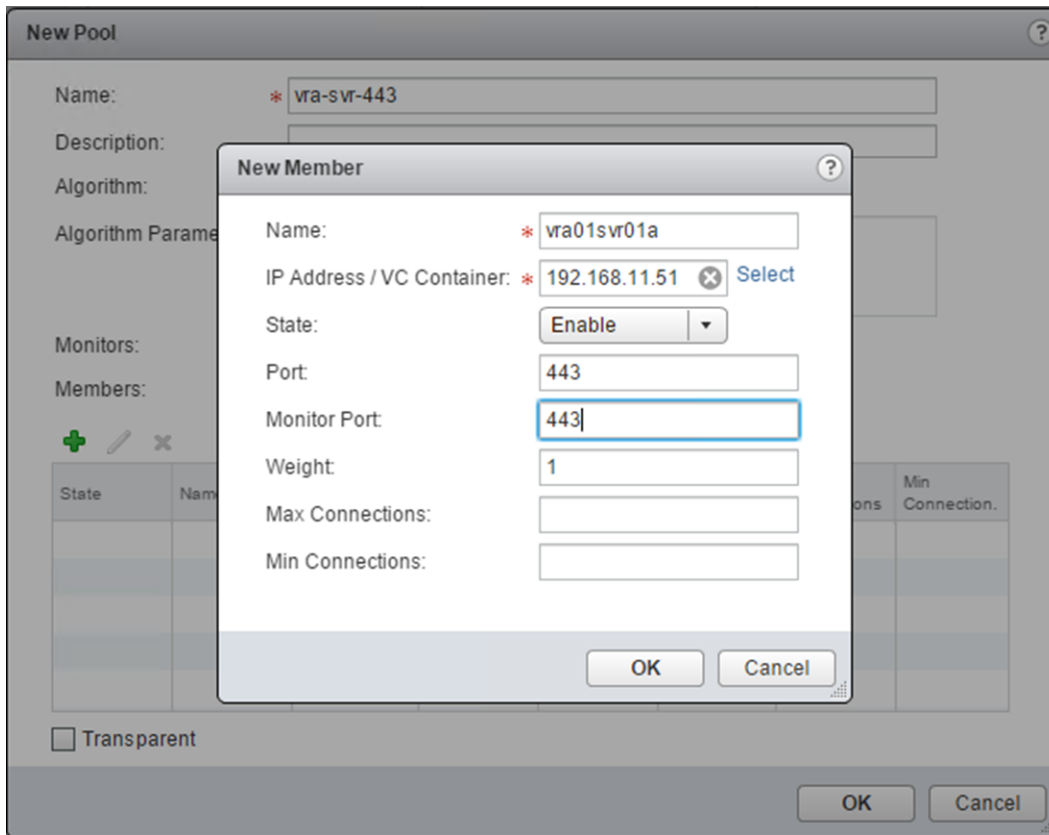 New Pool ?
Name: * vra-svr-443
Description:
Algorithm:
Algorithm Parame
Monitors:
Members:
State Nam ons Min
Connection.
New Member ?
Name: * vra01svr01a
IP Address / VC Container: * 192.168.11.51 Select
State: Enable
Port: 443
Monitor Port: 443
Weight: 1
Max Connections:
Min Connections:
OK Cancel
Transparent
OK Cancel